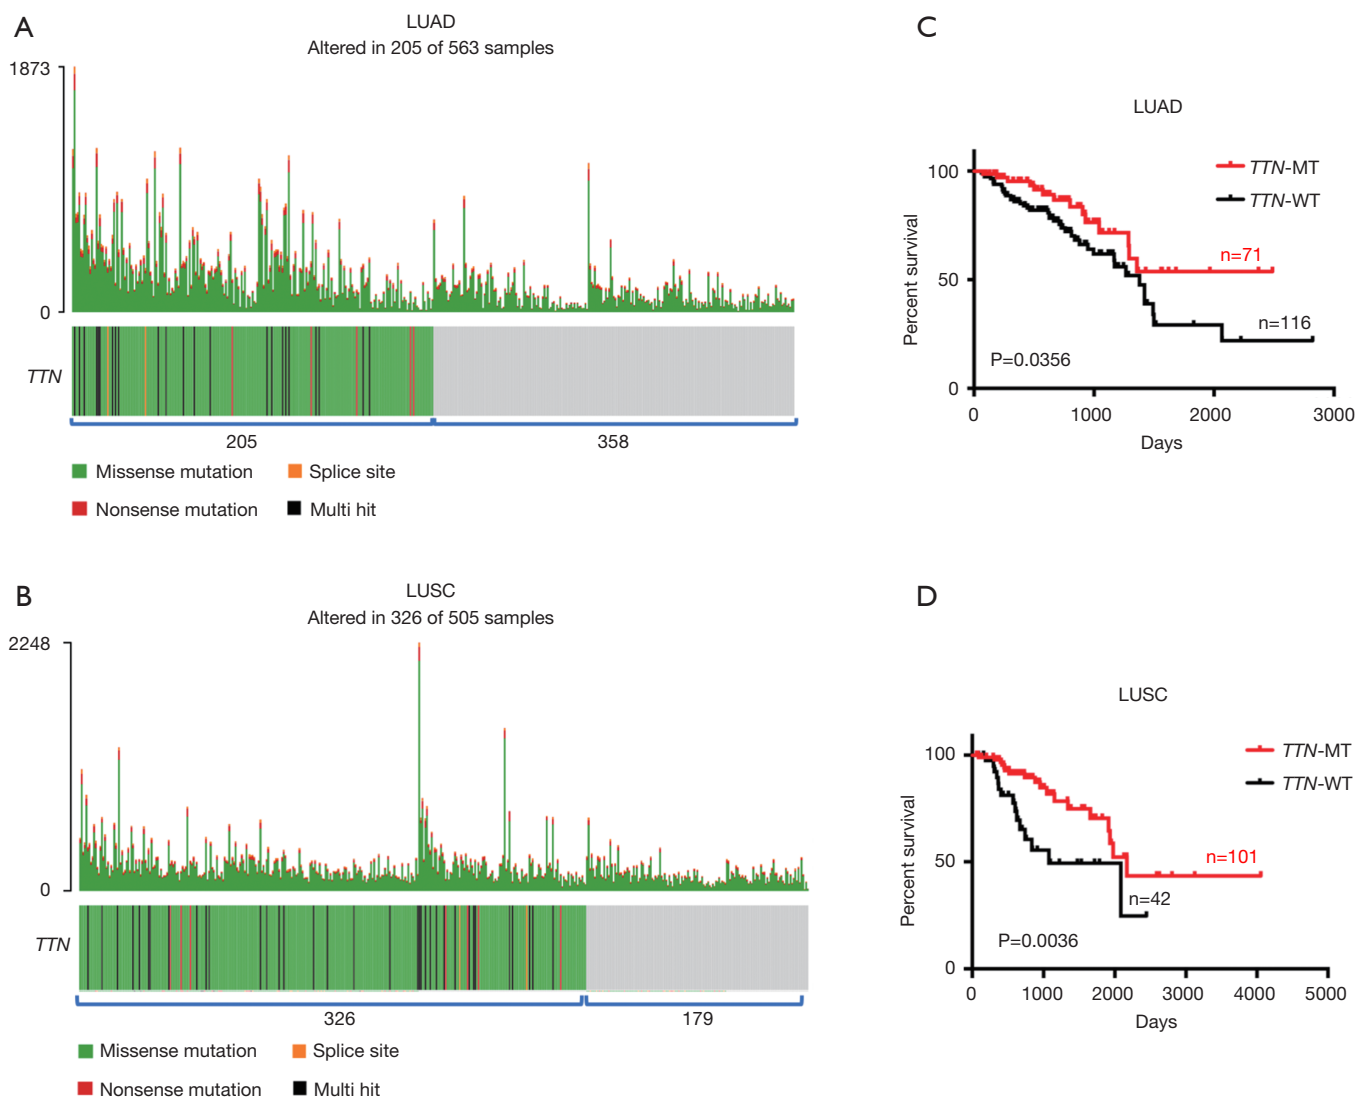 A
LUAD
Altered in 205 of 563 samples
1873
0
TTN
205
358
Missense mutation
Splice site
Nonsense mutation
Multi hit
B
LUSC
Altered in 326 of 505 samples
2248
0
TTN
326
179
Missense mutation
Splice site
Nonsense mutation
Multi hit
C
LUAD
TTN-MT
TTN-WT
Percent survival
100
50
0
n=71
n=116
P=0.0356
0
1000
2000
3000
Days
D
LUSC
TTN-MT
TTN-WT
Percent survival
100
50
0
n=101
n=42
P=0.0036
0
1000
2000
3000
4000
5000
Days